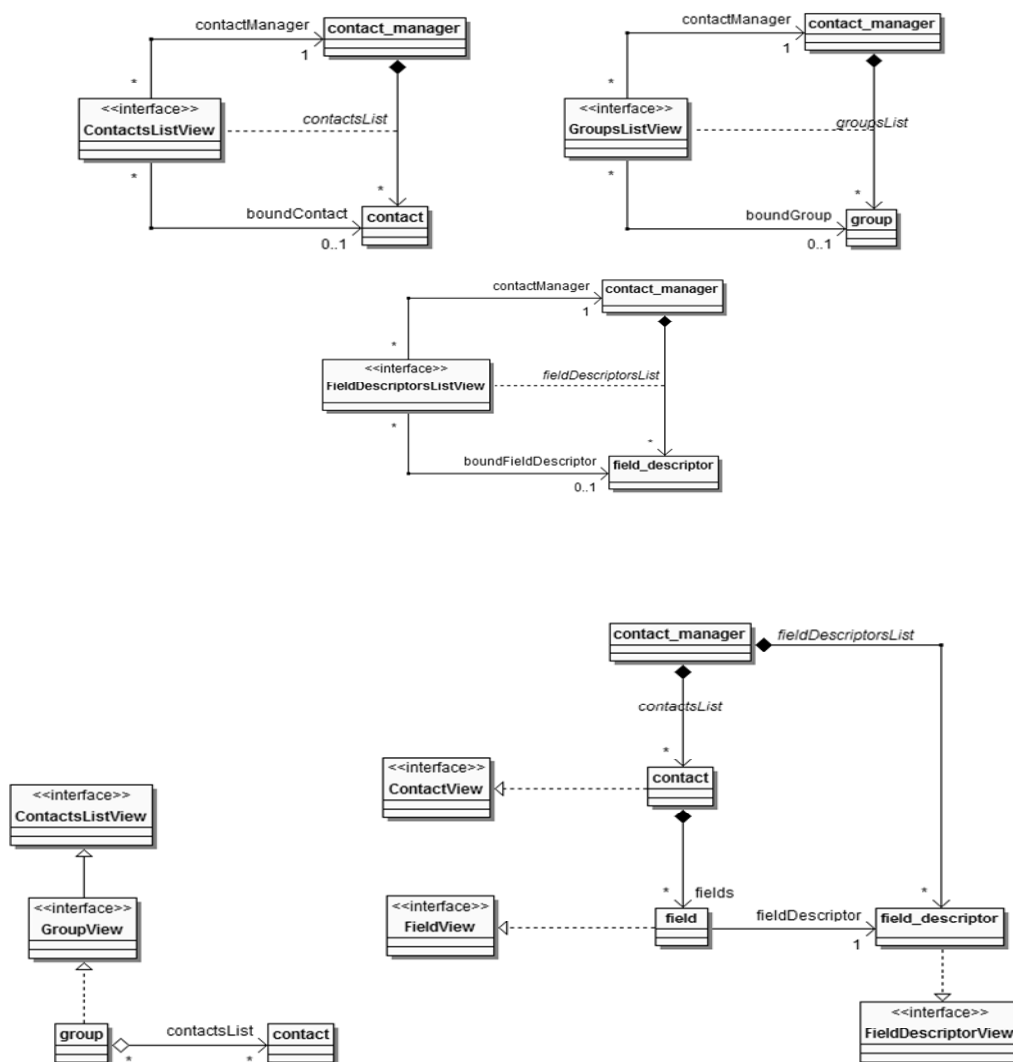 contactManager
contact_manager
1
*
<<interface>>
ContactsListView
contactsList
*
*
boundContact
contact
0..1
contactManager
contact_manager
1
*
<<interface>>
GroupsListView
groupsList
*
*
boundGroup
group
0..1
contactManager
contact_manager
1
*
<<interface>>
FieldDescriptorsListView
fieldDescriptorsList
*
*
boundFieldDescriptor
field_descriptor
0..1
contact_manager
fieldDescriptorsList
contactsList
*
<<interface>>
ContactView
contact
<<interface>>
ContactsListView
* fields
*
<<interface>>
GroupView
<<interface>>
FieldView
field
fieldDescriptor
1
field_descriptor
<<interface>>
FieldDescriptorView
group
contactsList
contact
*
*